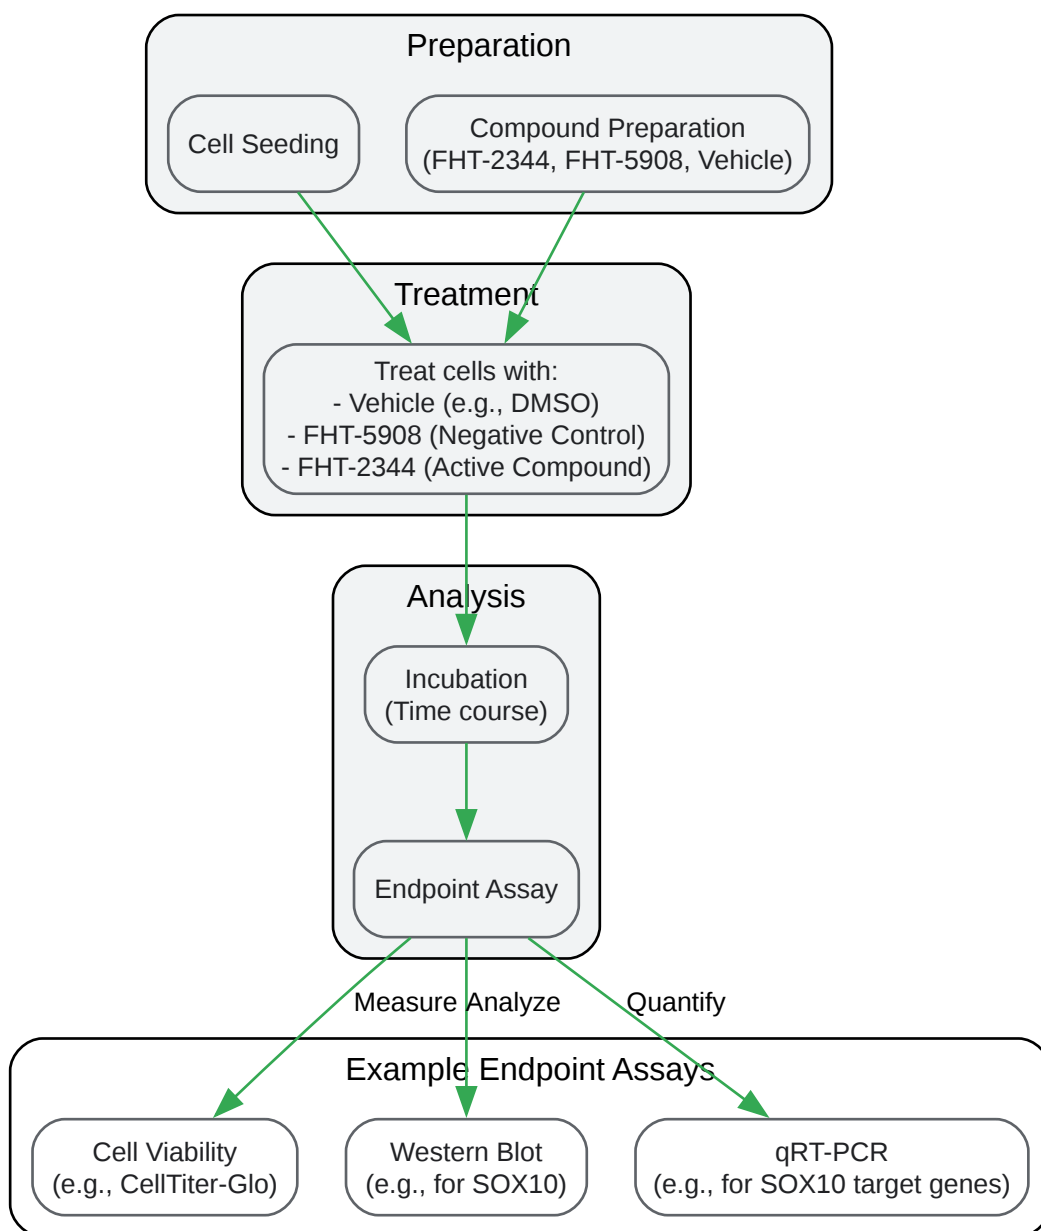 Preparation
Cell Seeding
Compound Preparation
(FHT-2344, FHT-5908, Vehicle)
Treatment
Treat cells with:
- Vehicle (e.g., DMSO)
- FHT-5908 (Negative Control)
- FHT-2344 (Active Compound)
Analysis
Incubation
(Time course)
Endpoint Assay
Measure
Analyze
Quantify
Example Endpoint Assays
Cell Viability
(e.g., CellTiter-Glo)
Western Blot
(e.g., for SOX10)
qRT-PCR
(e.g., for SOX10 target genes)